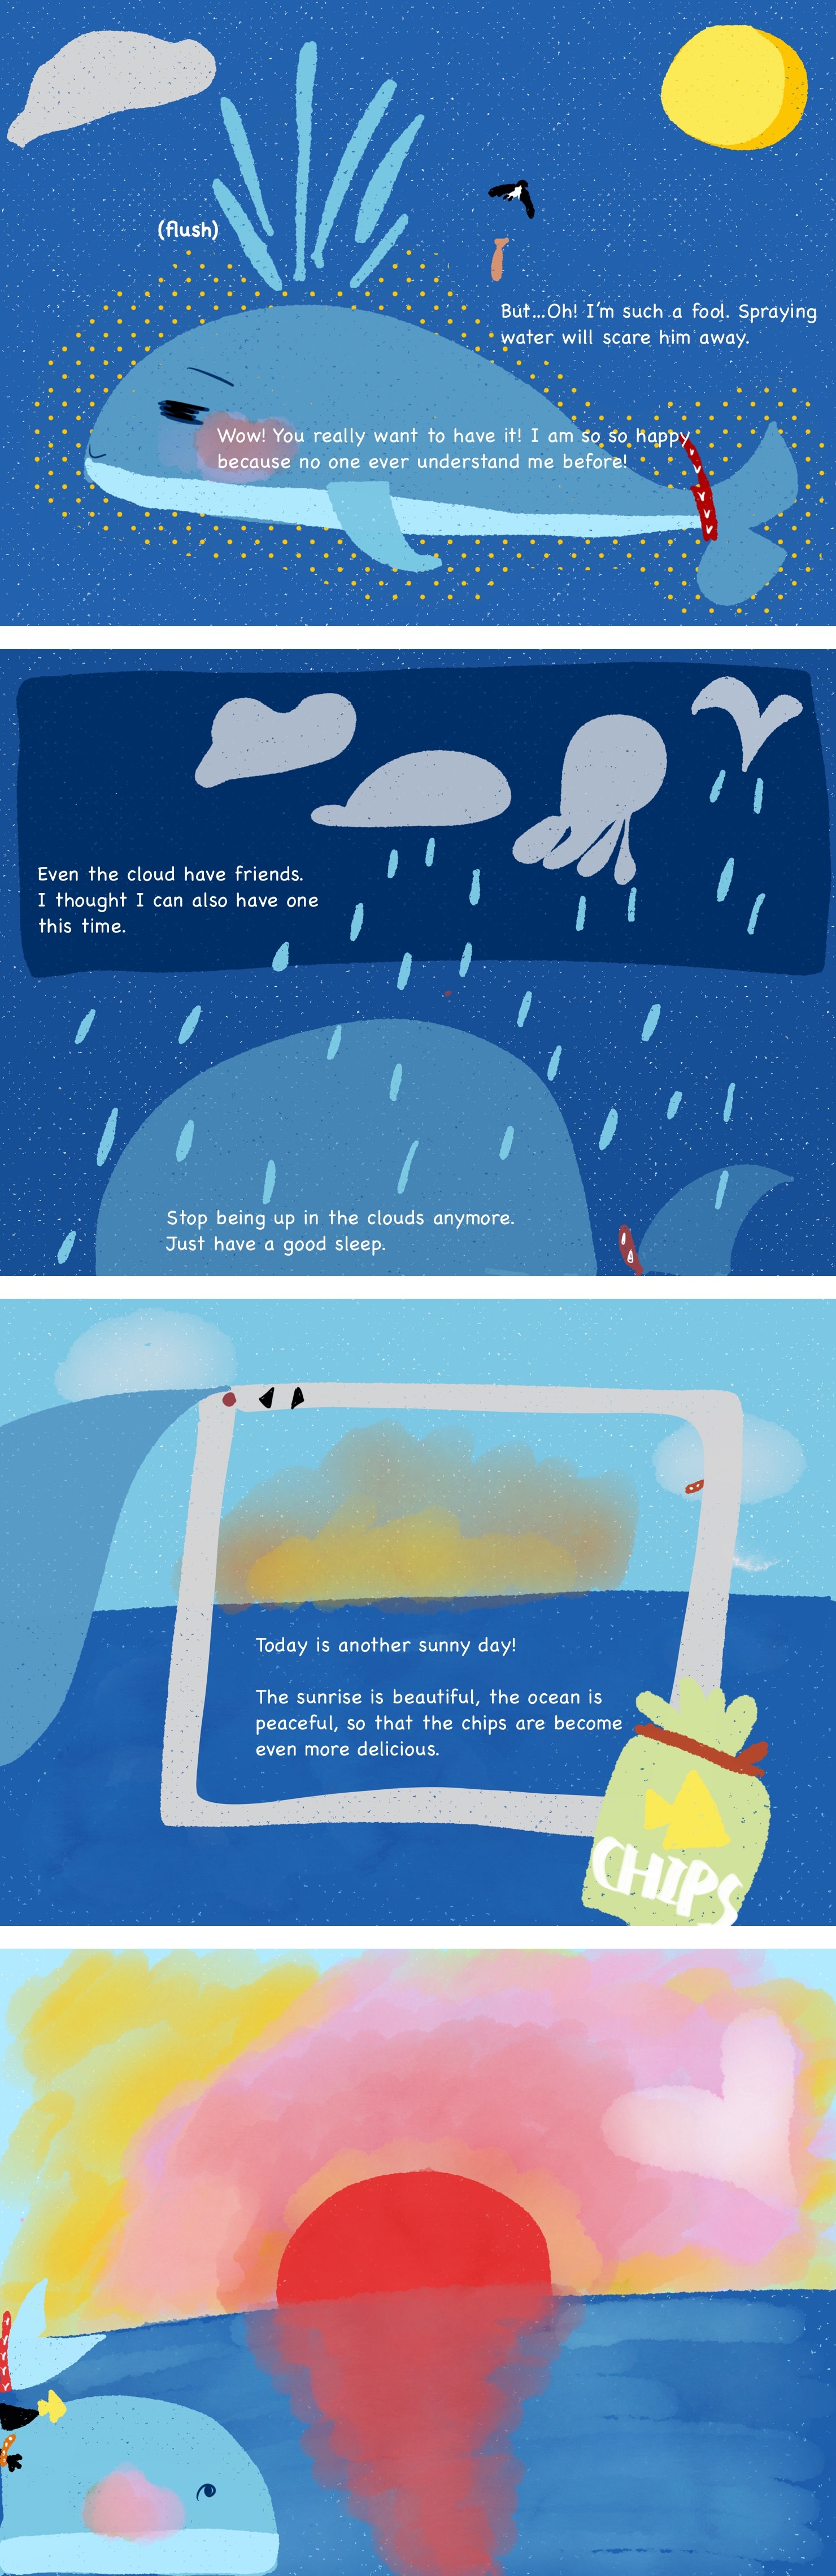 (flush)
But...Oh! I'm such a fool. Spraying
water will scare him away.
Wow! You really want to have it! I am so so happy
because no one ever understand me before!
Even the cloud have friends.
I thought I can also have one
this time.
Stop being up in the clouds anymore.
Just have a good sleep.
Today is another sunny day!
The sunrise is beautiful, the ocean is
peaceful, so that the chips are become
even more delicious.
CHIPS